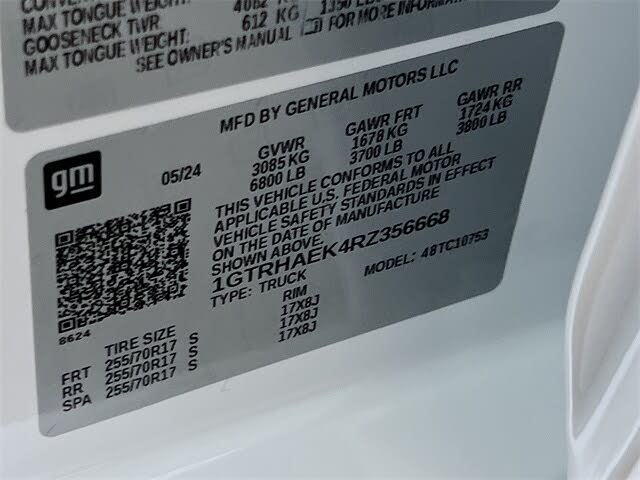 MAX TONGUE WEIGHT: 612 KG
GOOSENECK TWR
MAX TONGUE WEIGHT:
SEE OWNER'S MANUAL FOR MORE INFORMATION
MFD BY GENERAL MOTORS LLC
gm
05/24
GVWR GAWR FRT GAWR RR
3085 KG 1678 KG 1724 KG
6800 LB 3700 LB 3800 LB
THIS VEHICLE CONFORMS TO ALL
APPLICABLE U.S. FEDERAL MOTOR
VEHICLE SAFETY STANDARDS IN EFFECT
ON THE DATE OF MANUFACTURE
SHOWN ABOVE.
1GTRHAEK4RZ356668
TYPE: TRUCK MODEL: 48TC10753
8624
TIRE SIZE RIM
FRT 255/70R17 S 17X8J
RR 255/70R17 S 17X8J
SPA 255/70R17 S 17X8J